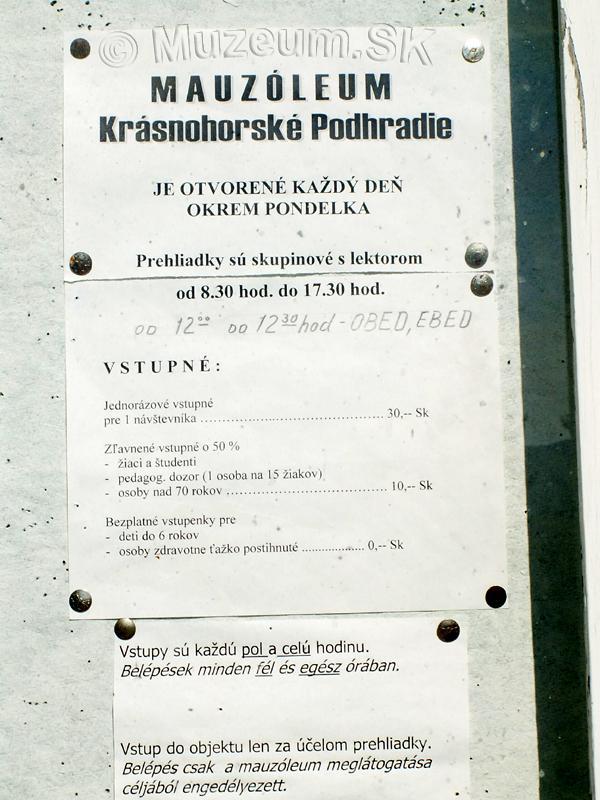 © Muzeum.SK
MAUZÓLEUM
Krásnohorské Podhradie
JE OTVORENÉ KAŽDÝ DEŇ
OKREM PONDELKA
Prehliadky sú skupinové s lektorom
od 8.30 hod. do 17.30 hod.
OD 12⁰⁰ DO 12³⁰ hod - OBED, EBED
VSTUPNÉ:
Jednorázové vstupné
pre 1 návštevníka ........................................ 30,-- Sk
Zľavnené vstupné o 50 %
- žiaci a študenti
- pedagog. dozor (1 osoba na 15 žiakov)
- osoby nad 70 rokov ................................... 10,-- Sk
Bezplatné vstupenky pre
- deti do 6 rokov
- osoby zdravotne ťažko postihnuté ................... 0,-- Sk
Vstupy sú každú pol a celú hodinu.
Belépések minden fél és egész órában.
Vstup do objektu len za účelom prehliadky.
Belépés csak a mauzóleum meglátogatása
céljából engedélyezett.